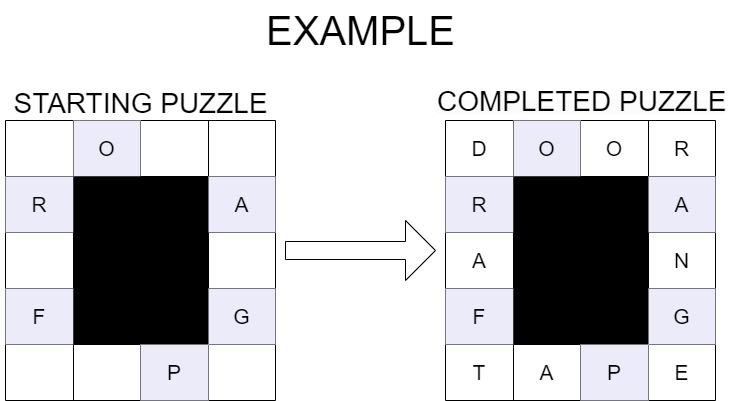 EXAMPLE
STARTING PUZZLE
O
R A
F G
P
COMPLETED PUZZLE
D O O R
R A
A N
F G
T A P E